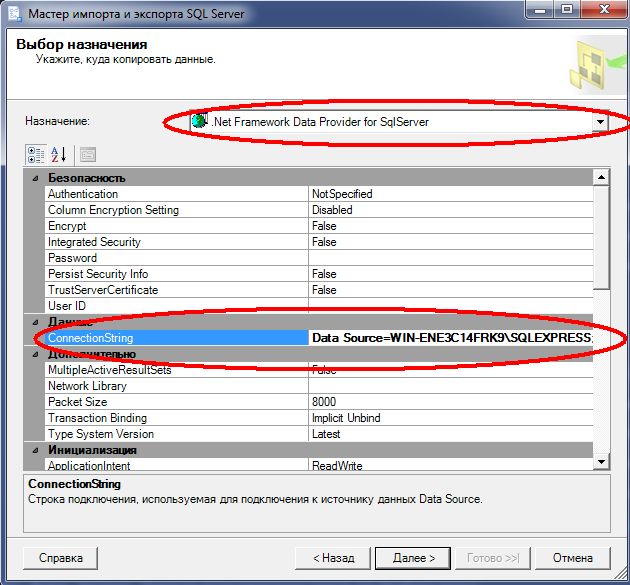 Мастер импорта и экспорта SQL Server
Выбор назначения
Укажите, куда копировать данные.
Назначение: .Net Framework Data Provider for SqlServer
Безопасность
Authentication NotSpecified
Column Encryption Setting Disabled
Encrypt False
Integrated Security False
Password
Persist Security Info False
TrustServerCertificate False
User ID
Данные
ConnectionString Data Source=WIN-ENE3C14FRK9\SQLEXPRESS;
Дополнительно
MultipleActiveResultSets False
Network Library
Packet Size 8000
Transaction Binding Implicit Unbind
Type System Version Latest
Инициализация
ApplicationIntent ReadWrite
ConnectionString
Строка подключения, используемая для подключения к источнику данных Data Source.
Справка < Назад Далее > Готово >>| Отмена